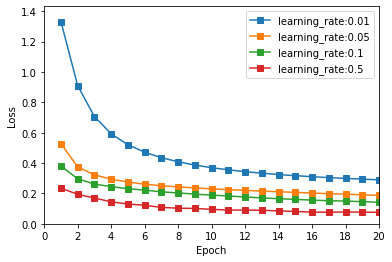 1.4
1.2
1.0
0.8
0.6
0.4
0.2
0.0
Loss
0 2 4 6 8 10 12 14 16 18 20
Epoch
learning_rate:0.01
learning_rate:0.05
learning_rate:0.1
learning_rate:0.5